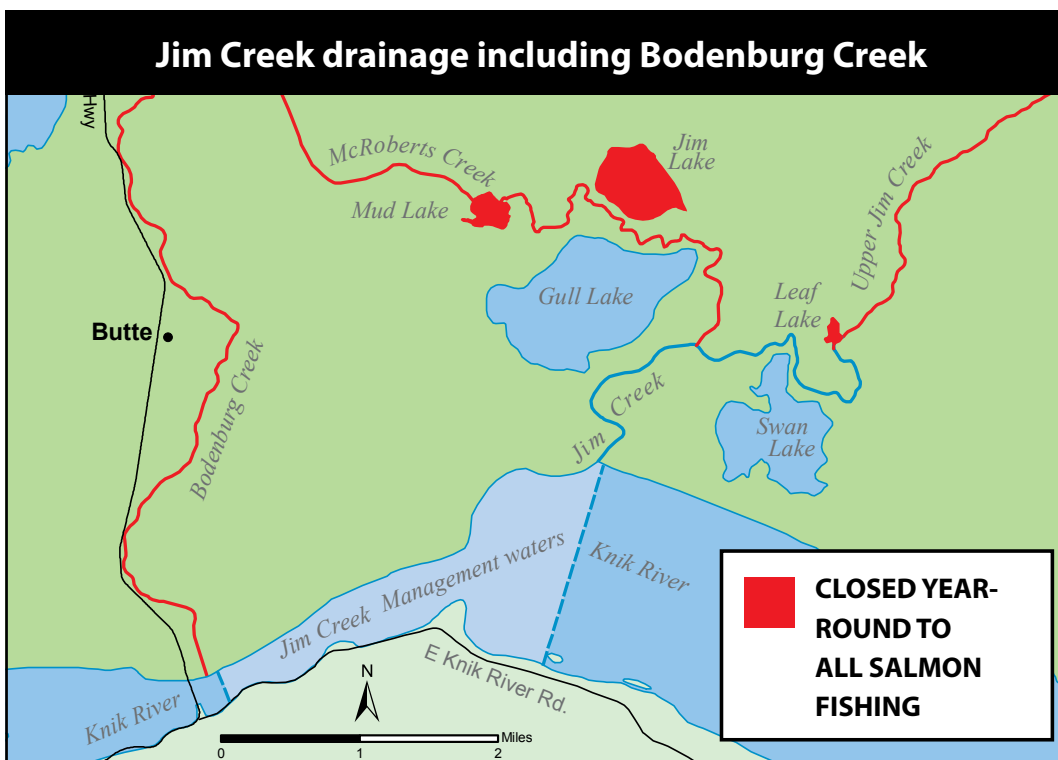 Jim Creek drainage including Bodenburg Creek
Hwy
McRoberts Creek
Jim
Lake
Mud Lake
Upper Jim Creek
Gull Lake
Leaf
Lake
Butte
Bodenburg Creek
Jim Creek
Swan
Lake
Jim Creek Management waters
Knik River
E Knik River Rd.
Knik River
N
Miles
0 1 2
CLOSED YEAR-
ROUND TO
ALL SALMON
FISHING